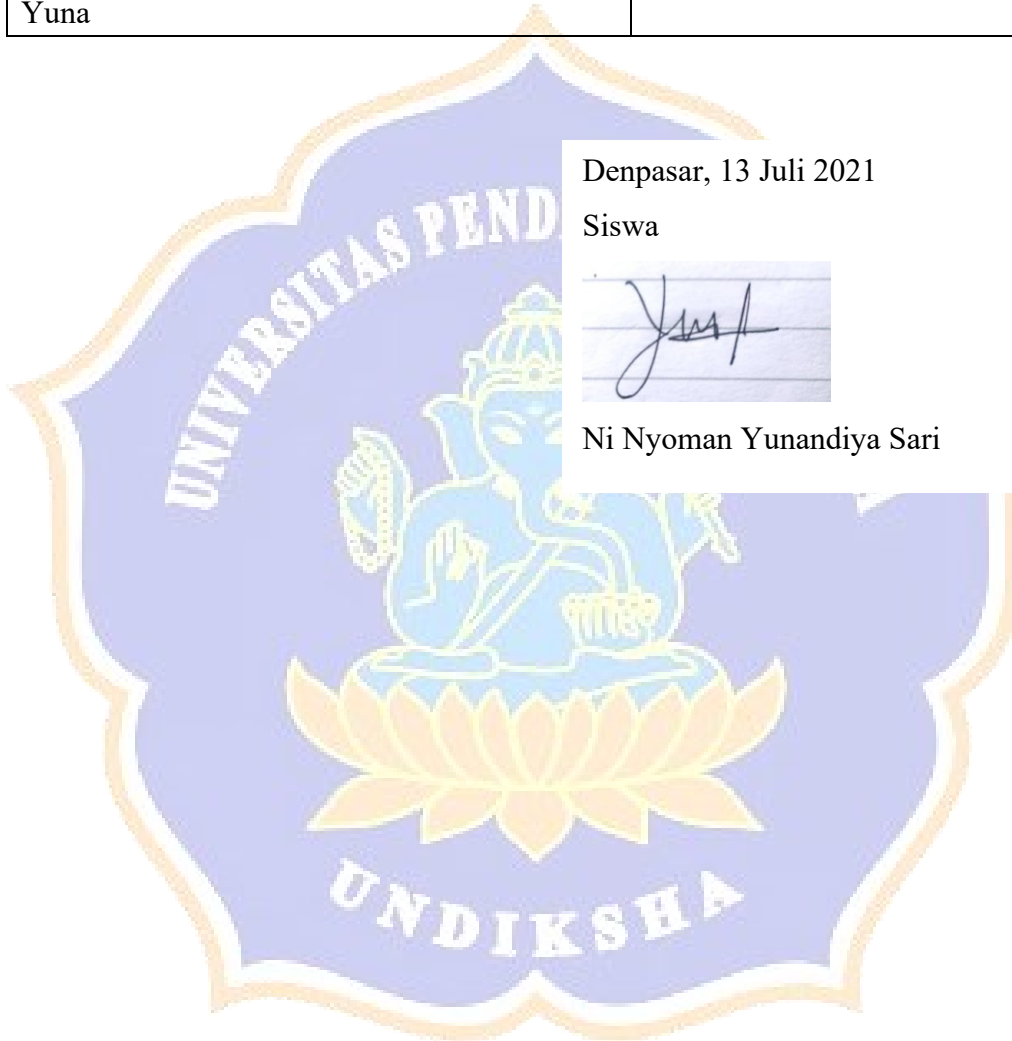 Yuna
Denpasar, 13 Juli 2021
Siswa
Ni Nyoman Yunandiya Sari
UNIVERSITAS PEND
UNDIKSHA